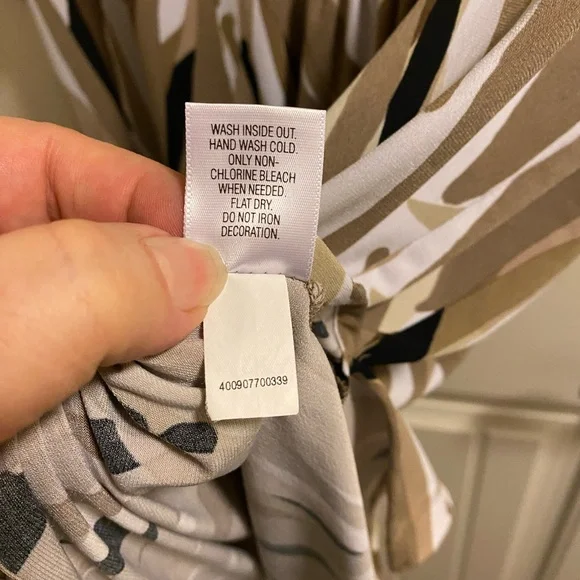 WASH INSIDE OUT.
HAND WASH COLD.
ONLY NON-
CHLORINE BLEACH
WHEN NEEDED.
FLAT DRY.
DO NOT IRON
DECORATION.
400907700339